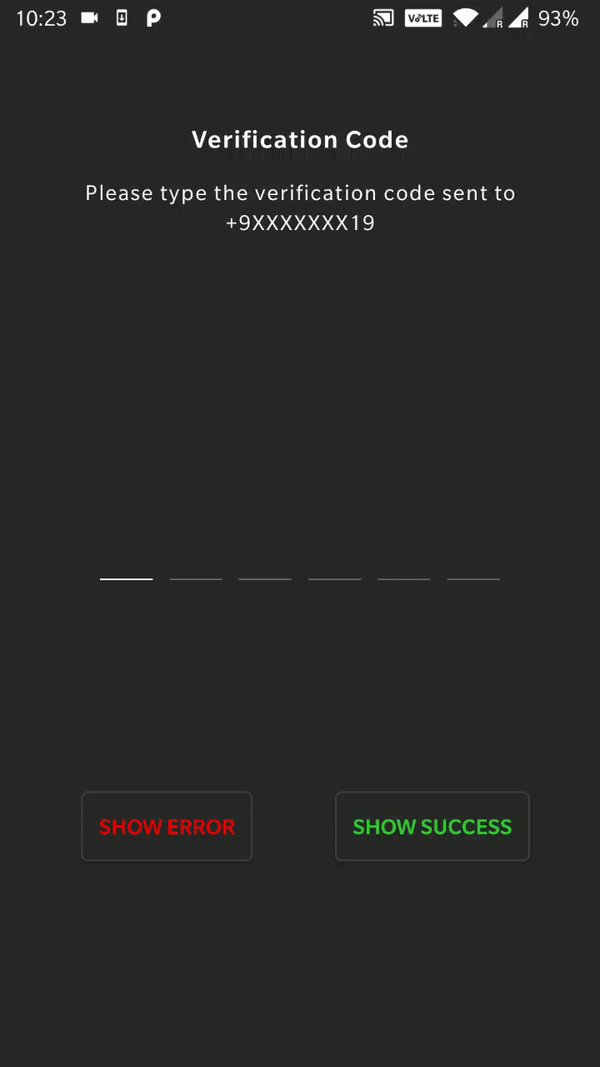 10:23 VoLTE R R 93%
Verification Code
Please type the verification code sent to
+9XXXXXXX19
SHOW ERROR SHOW SUCCESS